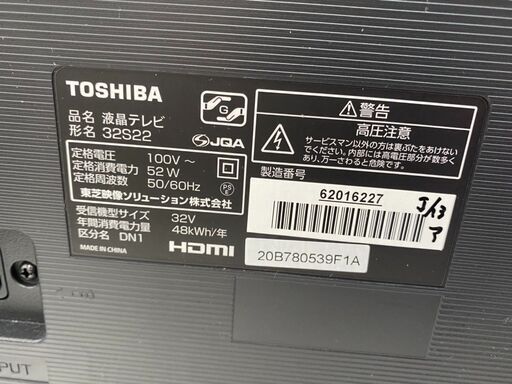 TOSHIBA
品名 液晶テレビ
形名 32S22
G
JQA
定格電圧: 100V～
定格消費電力: 52W
定格周波数: 50/60Hz
PS
E
東芝映像ソリューション株式会社
受信機型サイズ 32V
年間消費電力量 48kWh/年
区分名 DN1
MADE IN CHINA
HDMI
警告
高圧注意
サービスマン以外の方は裏ぶたをあけないで
ください。内部には高電圧部分が数多く
あり、万一さわると危険です。
製造番号
62016227
J/13
ア
20B780539F1A
PUT